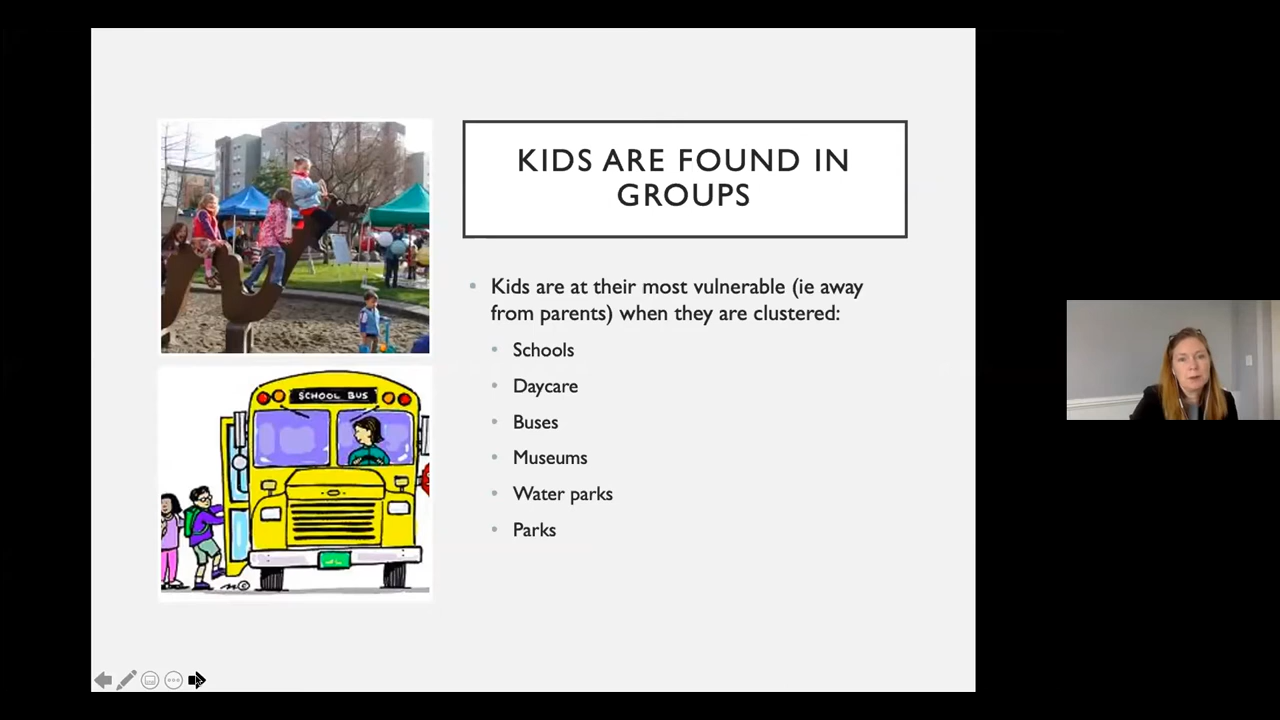 KIDS ARE FOUND IN
GROUPS
• Kids are at their most vulnerable (ie away
from parents) when they are clustered:
• Schools
• Daycare
• Buses
• Museums
• Water parks
• Parks
SCHOOL BUS